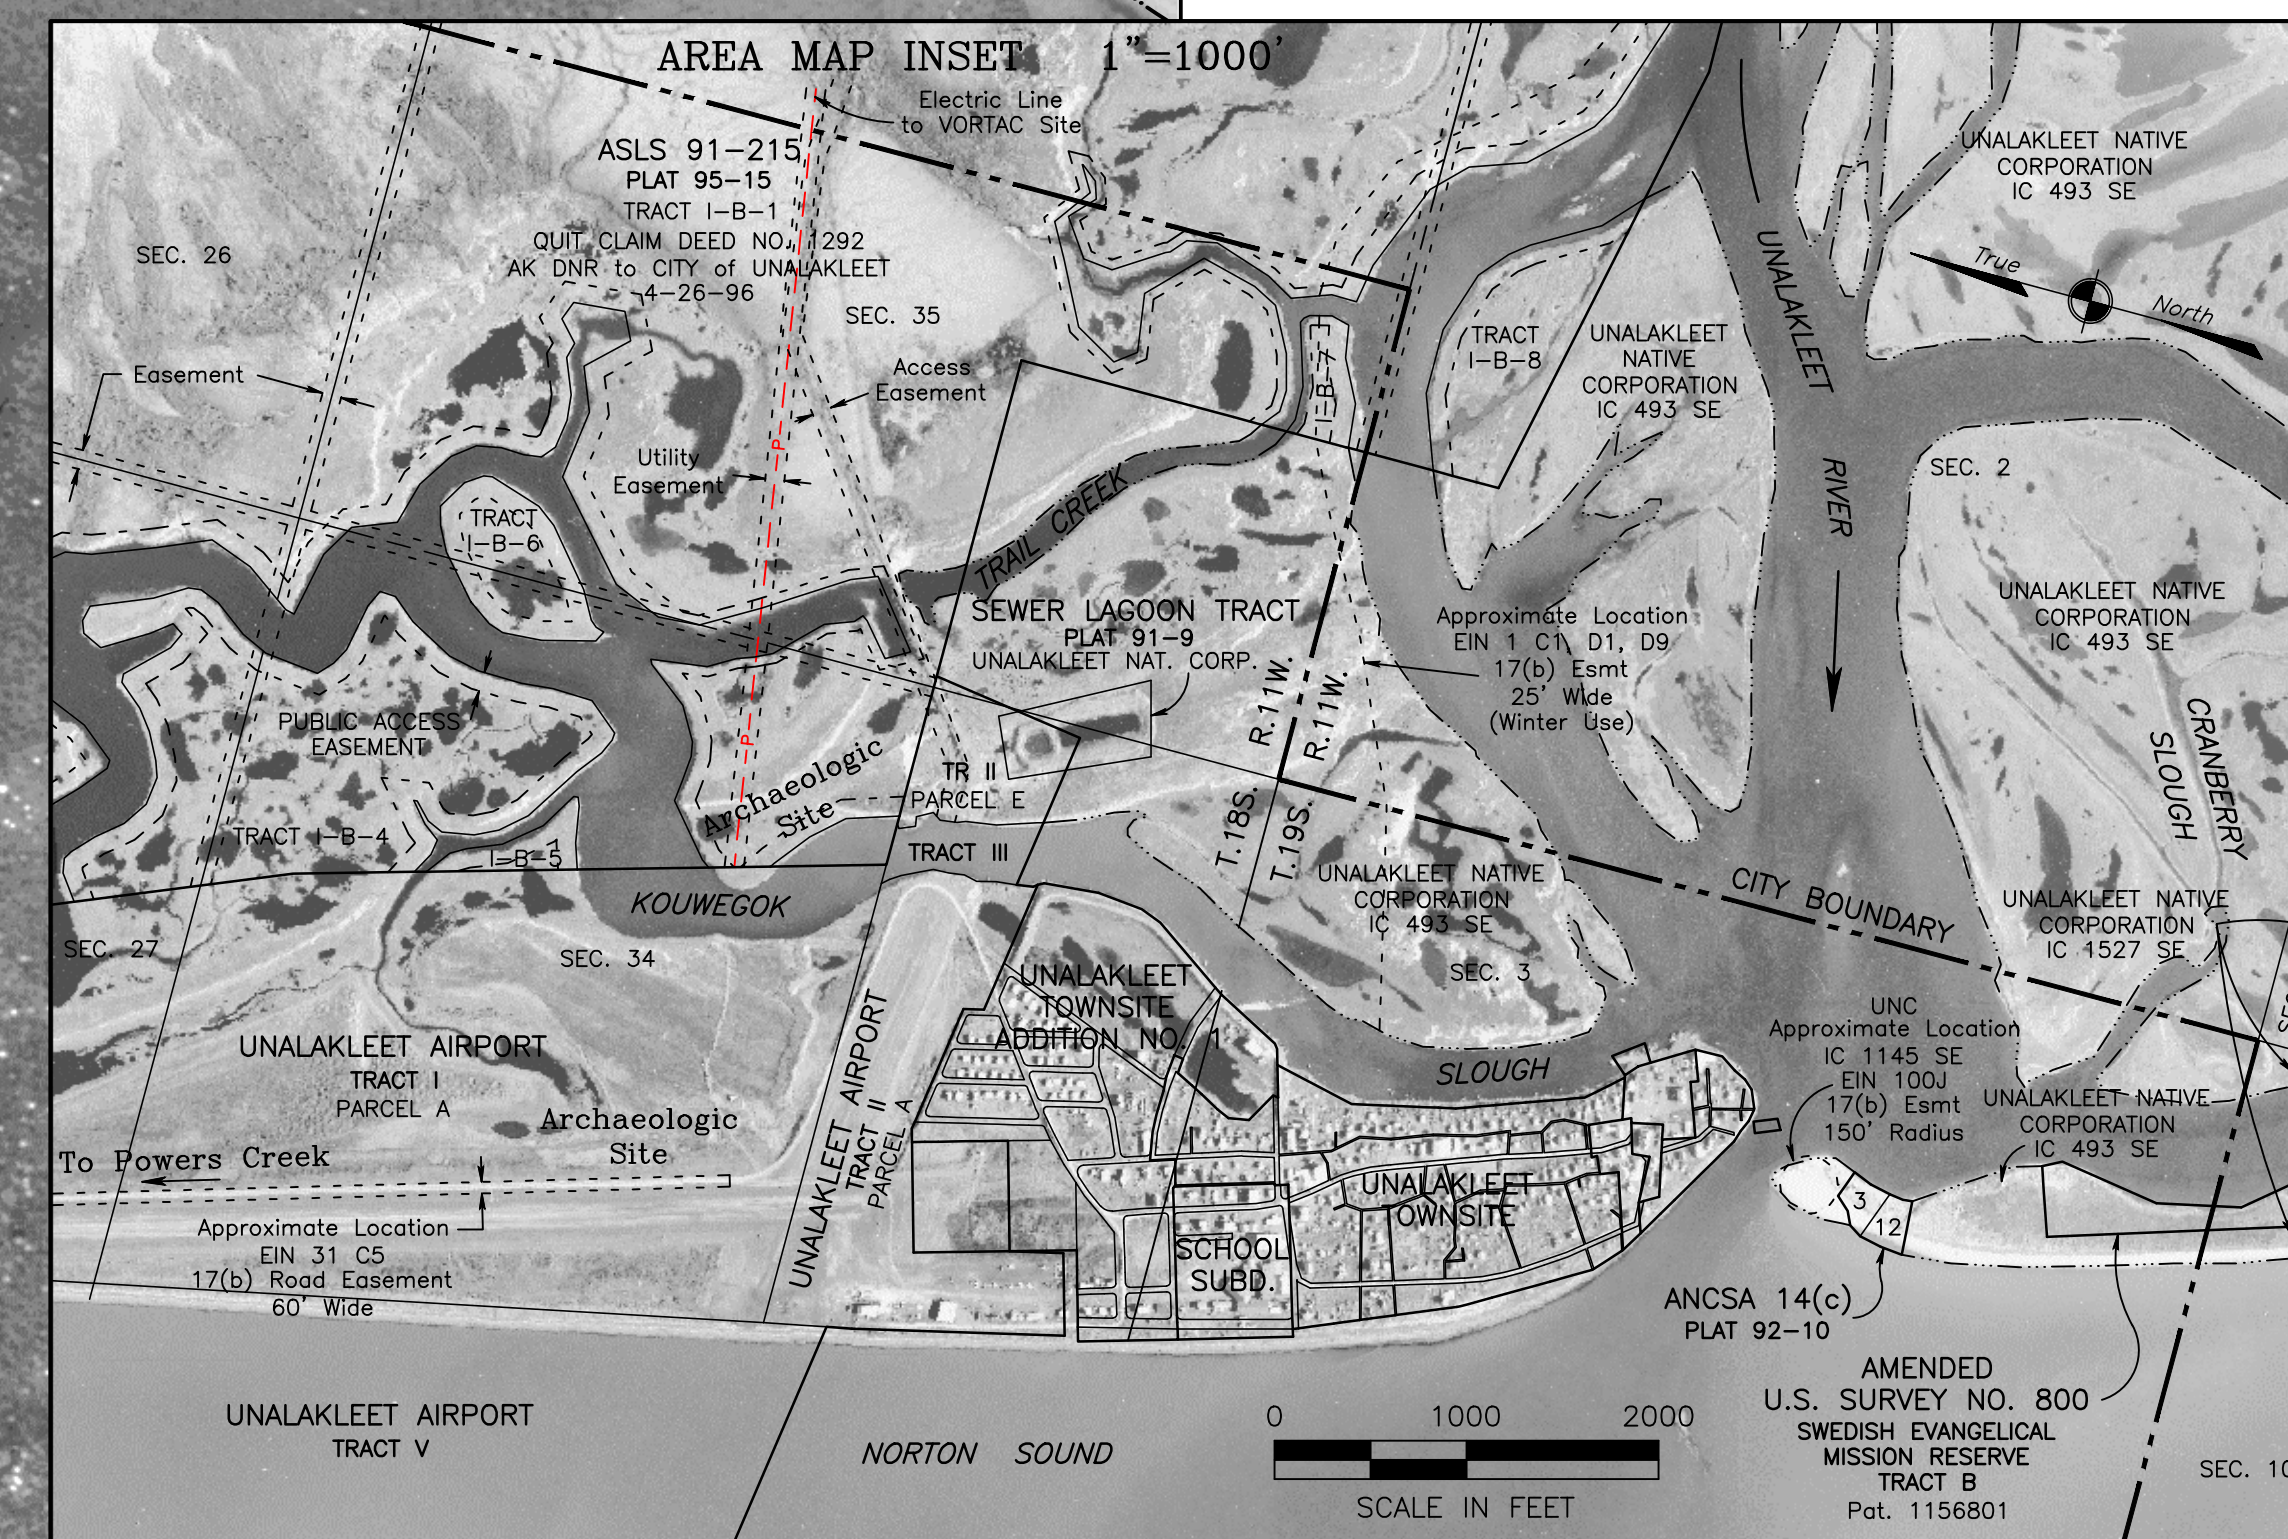 AREA MAP INSET 1"=1000'
Electric Line
to VORTAC Site
ASLS 91-215
PLAT 95-15
TRACT I-B-1
QUIT CLAIM DEED NO. 1292
AK DNR to CITY of UNALAKLEET
4-26-96
SEC. 26
SEC. 35
Easement
Access
Easement
Utility
Easement
P
TRACT
I-B-6
TRAIL CREEK
I-B-7
TRACT
I-B-8
UNALAKLEET
NATIVE
CORPORATION
IC 493 SE
UNALAKLEET
RIVER
UNALAKLEET NATIVE
CORPORATION
IC 493 SE
True
North
SEC. 2
SEWER LAGOON TRACT
PLAT 91-9
UNALAKLEET NAT. CORP.
Approximate Location
EIN 1 C1, D1, D9
17(b) Esmt
25' Wide
(Winter Use)
UNALAKLEET NATIVE
CORPORATION
IC 493 SE
CRANBERRY
SLOUGH
R.11W.
R.11W.
PUBLIC ACCESS
EASEMENT
P
Archaeologic
Site
TR II
PARCEL E
TRACT I-B-4
I-B-5
TRACT III
T.18S.
T.19S.
KOUWEGOK
UNALAKLEET NATIVE
CORPORATION
IC 493 SE
CITY BOUNDARY
UNALAKLEET NATIVE
CORPORATION
IC 1527 SE
SEC. 27
SEC. 34
SEC. 3
UNALAKLEET
TOWNSITE
ADDITION NO. 1
UNC
Approximate Location
IC 1145 SE
EIN 100J
17(b) Esmt
150' Radius
UNALAKLEET AIRPORT
TRACT I
PARCEL A
SLOUGH
UNALAKLEET NATIVE
CORPORATION
IC 493 SE
Archaeologic
Site
UNALAKLEET AIRPORT
TRACT II
PARCEL A
To Powers Creek
Approximate Location
EIN 31 C5
17(b) Road Easement
60' Wide
UNALAKLEET
TOWNSITE
SCHOOL
SUBD.
3
12
ANCSA 14(c)
PLAT 92-10
AMENDED
U.S. SURVEY NO. 800
SWEDISH EVANGELICAL
MISSION RESERVE
TRACT B
Pat. 1156801
UNALAKLEET AIRPORT
TRACT V
NORTON SOUND
0 1000 2000
SCALE IN FEET
SEC. 10